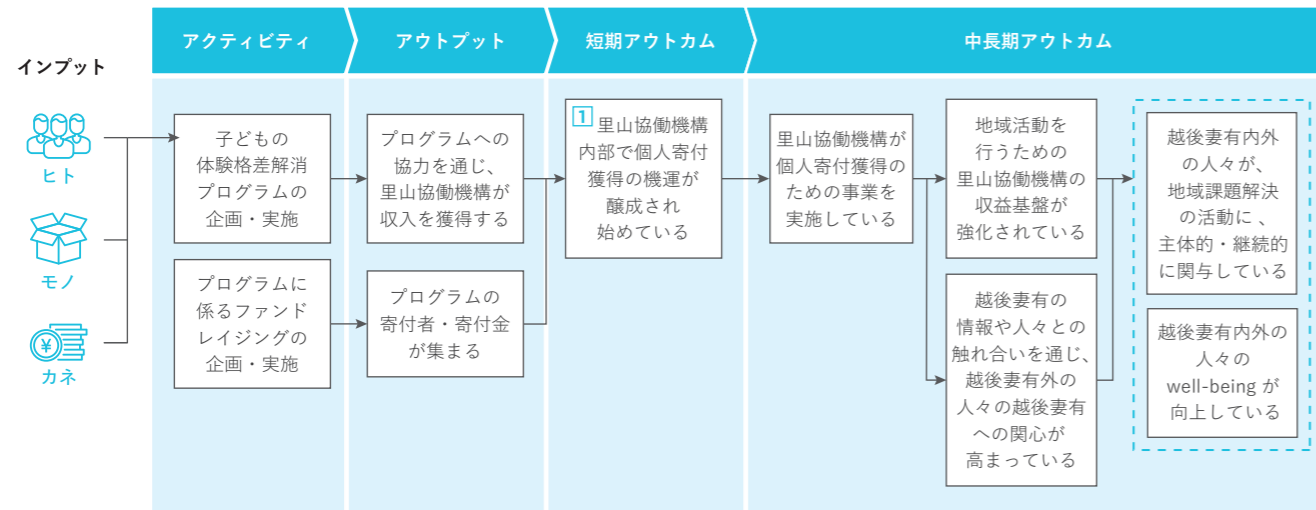 インプット
ヒト
モノ
¥
カネ
アクティビティ
子どもの
体験格差解消
プログラムの
企画・実施
プログラムに
係るファンド
レイジングの
企画・実施
アウトプット
プログラムへの
協力を通じ、
里山協働機構が
収入を獲得する
プログラムの
寄付者・寄付金
が集まる
短期アウトカム
1 里山協働機構
内部で個人寄付
獲得の機運が
醸成され
始めている
中長期アウトカム
里山協働機構が
個人寄付獲得の
ための事業を
実施している
地域活動を
行うための
里山協働機構の
収益基盤が
強化されている
越後妻有の
情報や人々との
触れ合いを通じ、
越後妻有外の
人々の越後妻有
への関心が
高まっている
越後妻有内外
の人々が、
地域課題解決
の活動に 、
主体的・継続的
に関与している
越後妻有内外の
人々の
well-being が
向上している